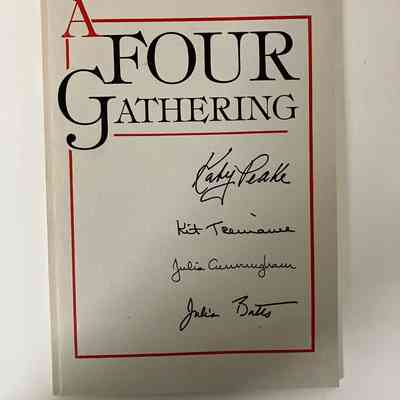 A
FOUR
GATHERING
Katy Peake
Kit Tremaine
Julia Cunningham
Julia Bates